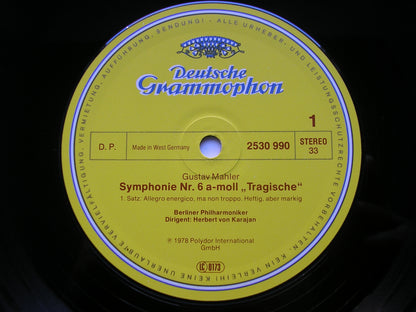 ALLE URHEBER- UND LEISTUNGSSCHUTZRECHTE VORBEHALTEN · KEIN VERLEIH! KEINE UNERLAUBTE VERVIELFÄLTIGUNG, VERMIETUNG, AUFFÜHRUNG, SENDUNG! ·
Deutsche
Grammophon
1
D. P.
Made in West Germany
2530 990
STEREO
33
Gustav Mahler
Symphonie Nr. 6 a-moll „Tragische“
1. Satz: Allegro energico, ma non troppo. Heftig, aber markig
Berliner Philharmoniker
Dirigent: Herbert von Karajan
℗ 1978 Polydor International
GmbH
LC 0173